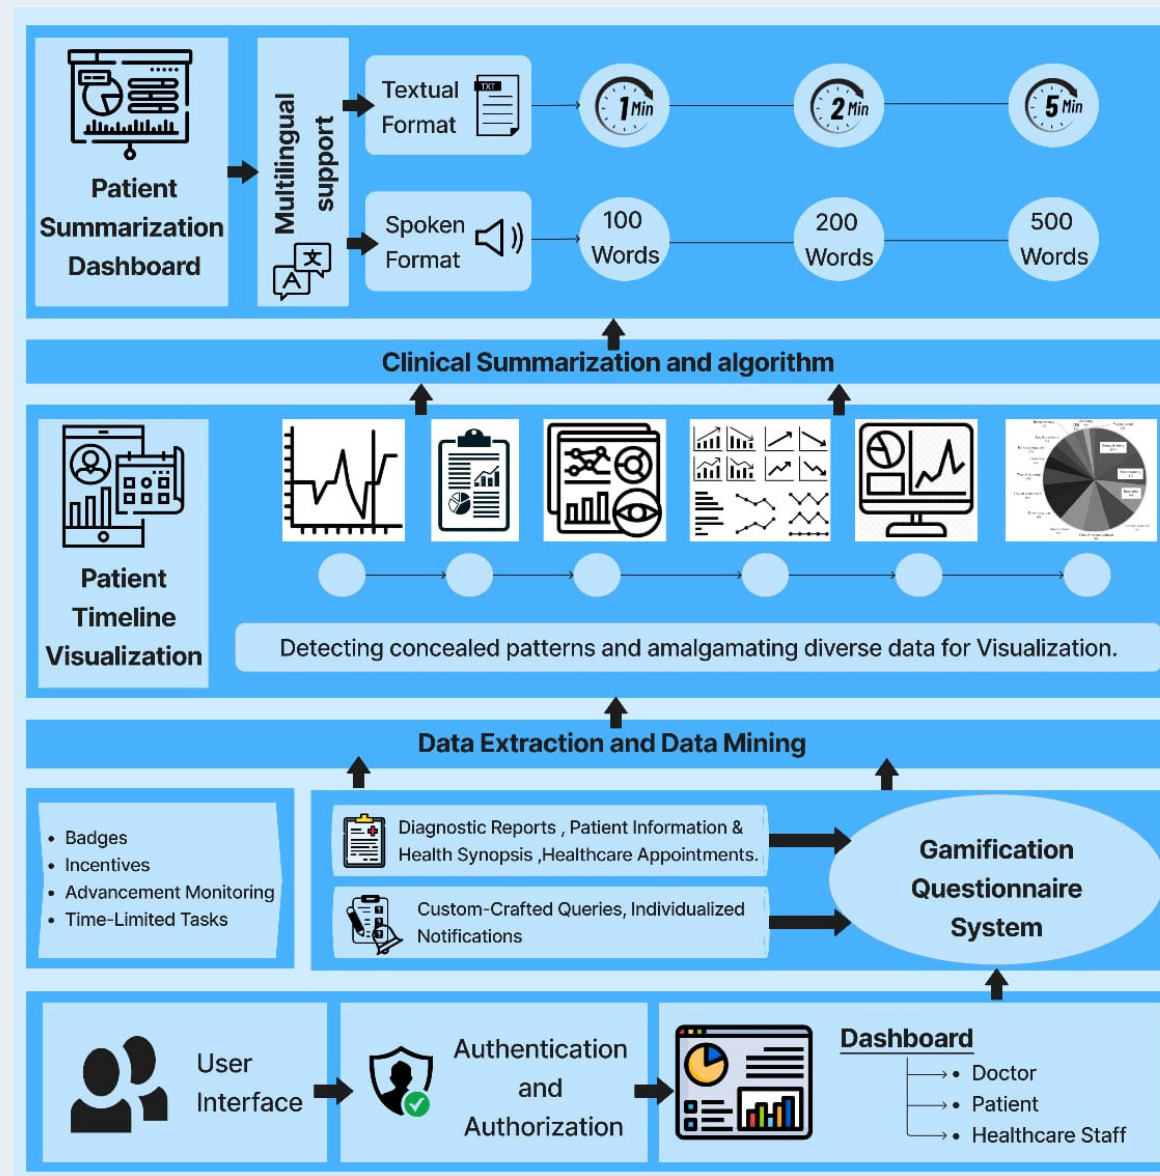 Patient
Summarization
Dashboard
Multilingual
support
A
文
Textual
Format
TXT
1 Min
2 Min
5 Min
Spoken
Format
100
Words
200
Words
500
Words
Clinical Summarization and algorithm
Patient
Timeline
Visualization
Detecting concealed patterns and amalgamating diverse data for Visualization.
Data Extraction and Data Mining
• Badges
• Incentives
• Advancement Monitoring
• Time-Limited Tasks
Diagnostic Reports , Patient Information &
Health Synopsis ,Healthcare Appointments.
Custom-Crafted Queries, Individualized
Notifications
Gamification
Questionnaire
System
User
Interface
Authentication
and
Authorization
Dashboard
• Doctor
• Patient
• Healthcare Staff